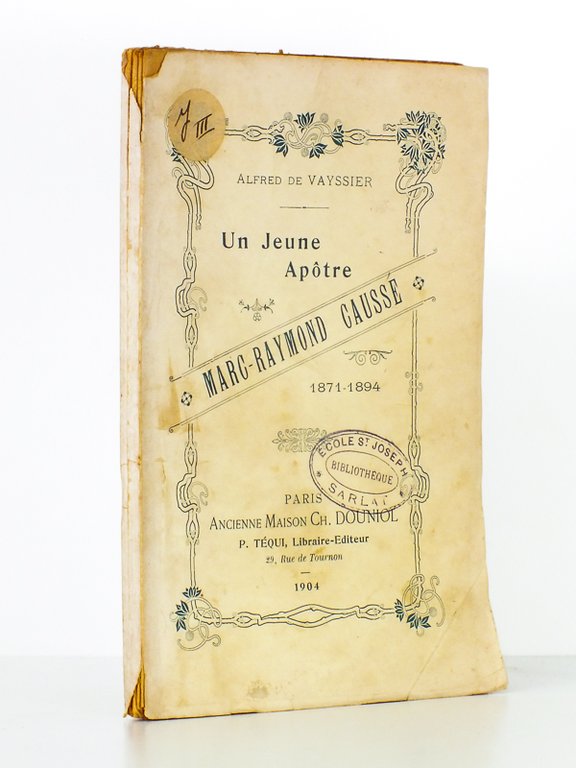 J
III
ALFRED DE VAYSSIER
Un Jeune
Apôtre
MARC-RAYMOND CAUSSÉ
1871-1894
ÉCOLE ST JOSEPH
BIBLIOTHÈQUE
SARLAT
PARIS
ANCIENNE MAISON CH. DOUNIOL
P. TÉQUI, Libraire-Editeur
29, Rue de Tournon
1904